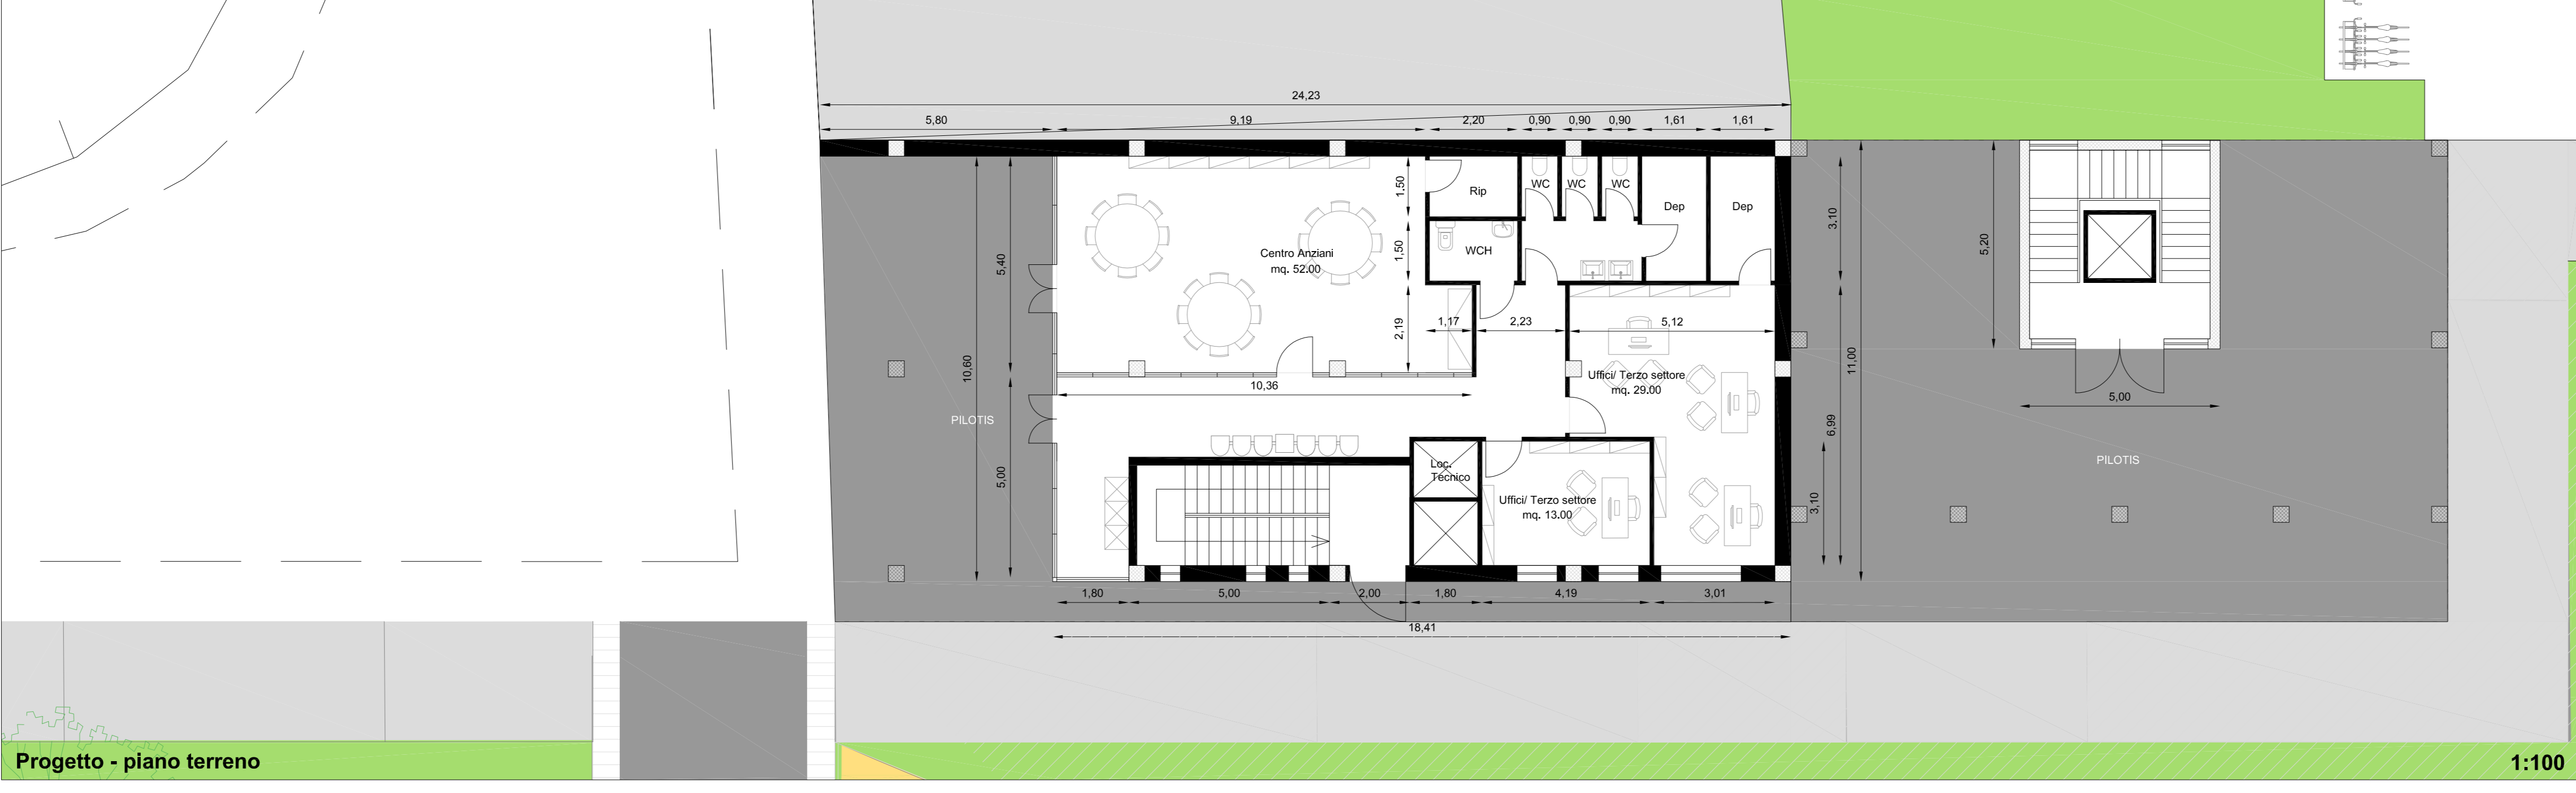 24,23
5,80
9,19
2,20
0,90
0,90
0,90
1,61
1,61
1.50
Rip
WC
WC
WC
Dep
Dep
3.10
5,20
5,40
Centro Anziani
mq. 52.00
1,50
WCH
2,19
1,17
2,23
5,12
10,60
11,00
Uffici/ Terzo settore
mq. 29.00
10,36
5,00
PILOTIS
6,99
PILOTIS
5,00
Loc.
Tecnico
Uffici/ Terzo settore
mq. 13.00
3,10
1,80
5,00
2,00
1,80
4,19
3,01
18,41
Progetto - piano terreno
1:100